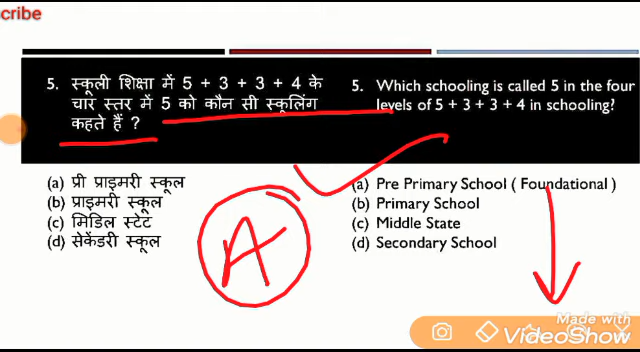 cribe
5. स्कूली शिक्षा में 5 + 3 + 3 + 4 के
चार स्तर में 5 को कौन सी स्कूलिंग
कहते हैं ?
(a) प्री प्राइमरी स्कूल
(b) प्राइमरी स्कूल
(c) मिडिल स्टेट
(d) सेकेंडरी स्कूल
5. Which schooling is called 5 in the four
levels of 5 + 3 + 3 + 4 in schooling?
(a) Pre Primary School ( Foundational )
(b) Primary School
(c) Middle State
(d) Secondary School
A
Made with
VideoShow